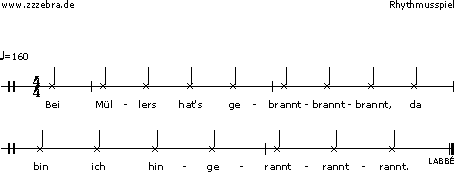 www.zzzebra.de Rhythmusspiel
♩=160
4/4
Bei Mül - lers hat's ge - brannt-brannt-brannt, da
bin ich hin - ge - rannt - rannt - rannt.
LABBÉ